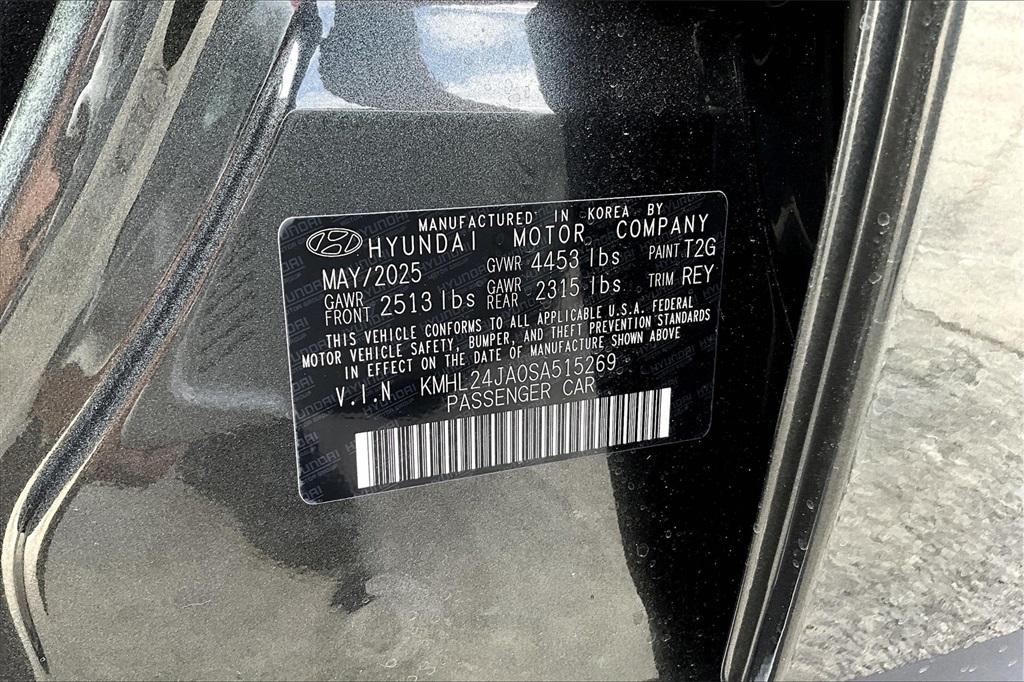 MANUFACTURED IN KOREA BY
HYUNDAI MOTOR COMPANY
MAY/2025 GVWR 4453 lbs PAINT T2G
GAWR FRONT 2513 lbs GAWR REAR 2315 lbs TRIM REY
THIS VEHICLE CONFORMS TO ALL APPLICABLE U.S.A. FEDERAL
MOTOR VEHICLE SAFETY, BUMPER, AND THEFT PREVENTION STANDARDS
IN EFFECT ON THE DATE OF MANUFACTURE SHOWN ABOVE
V.I.N KMHL24JA0SA515269
PASSENGER CAR